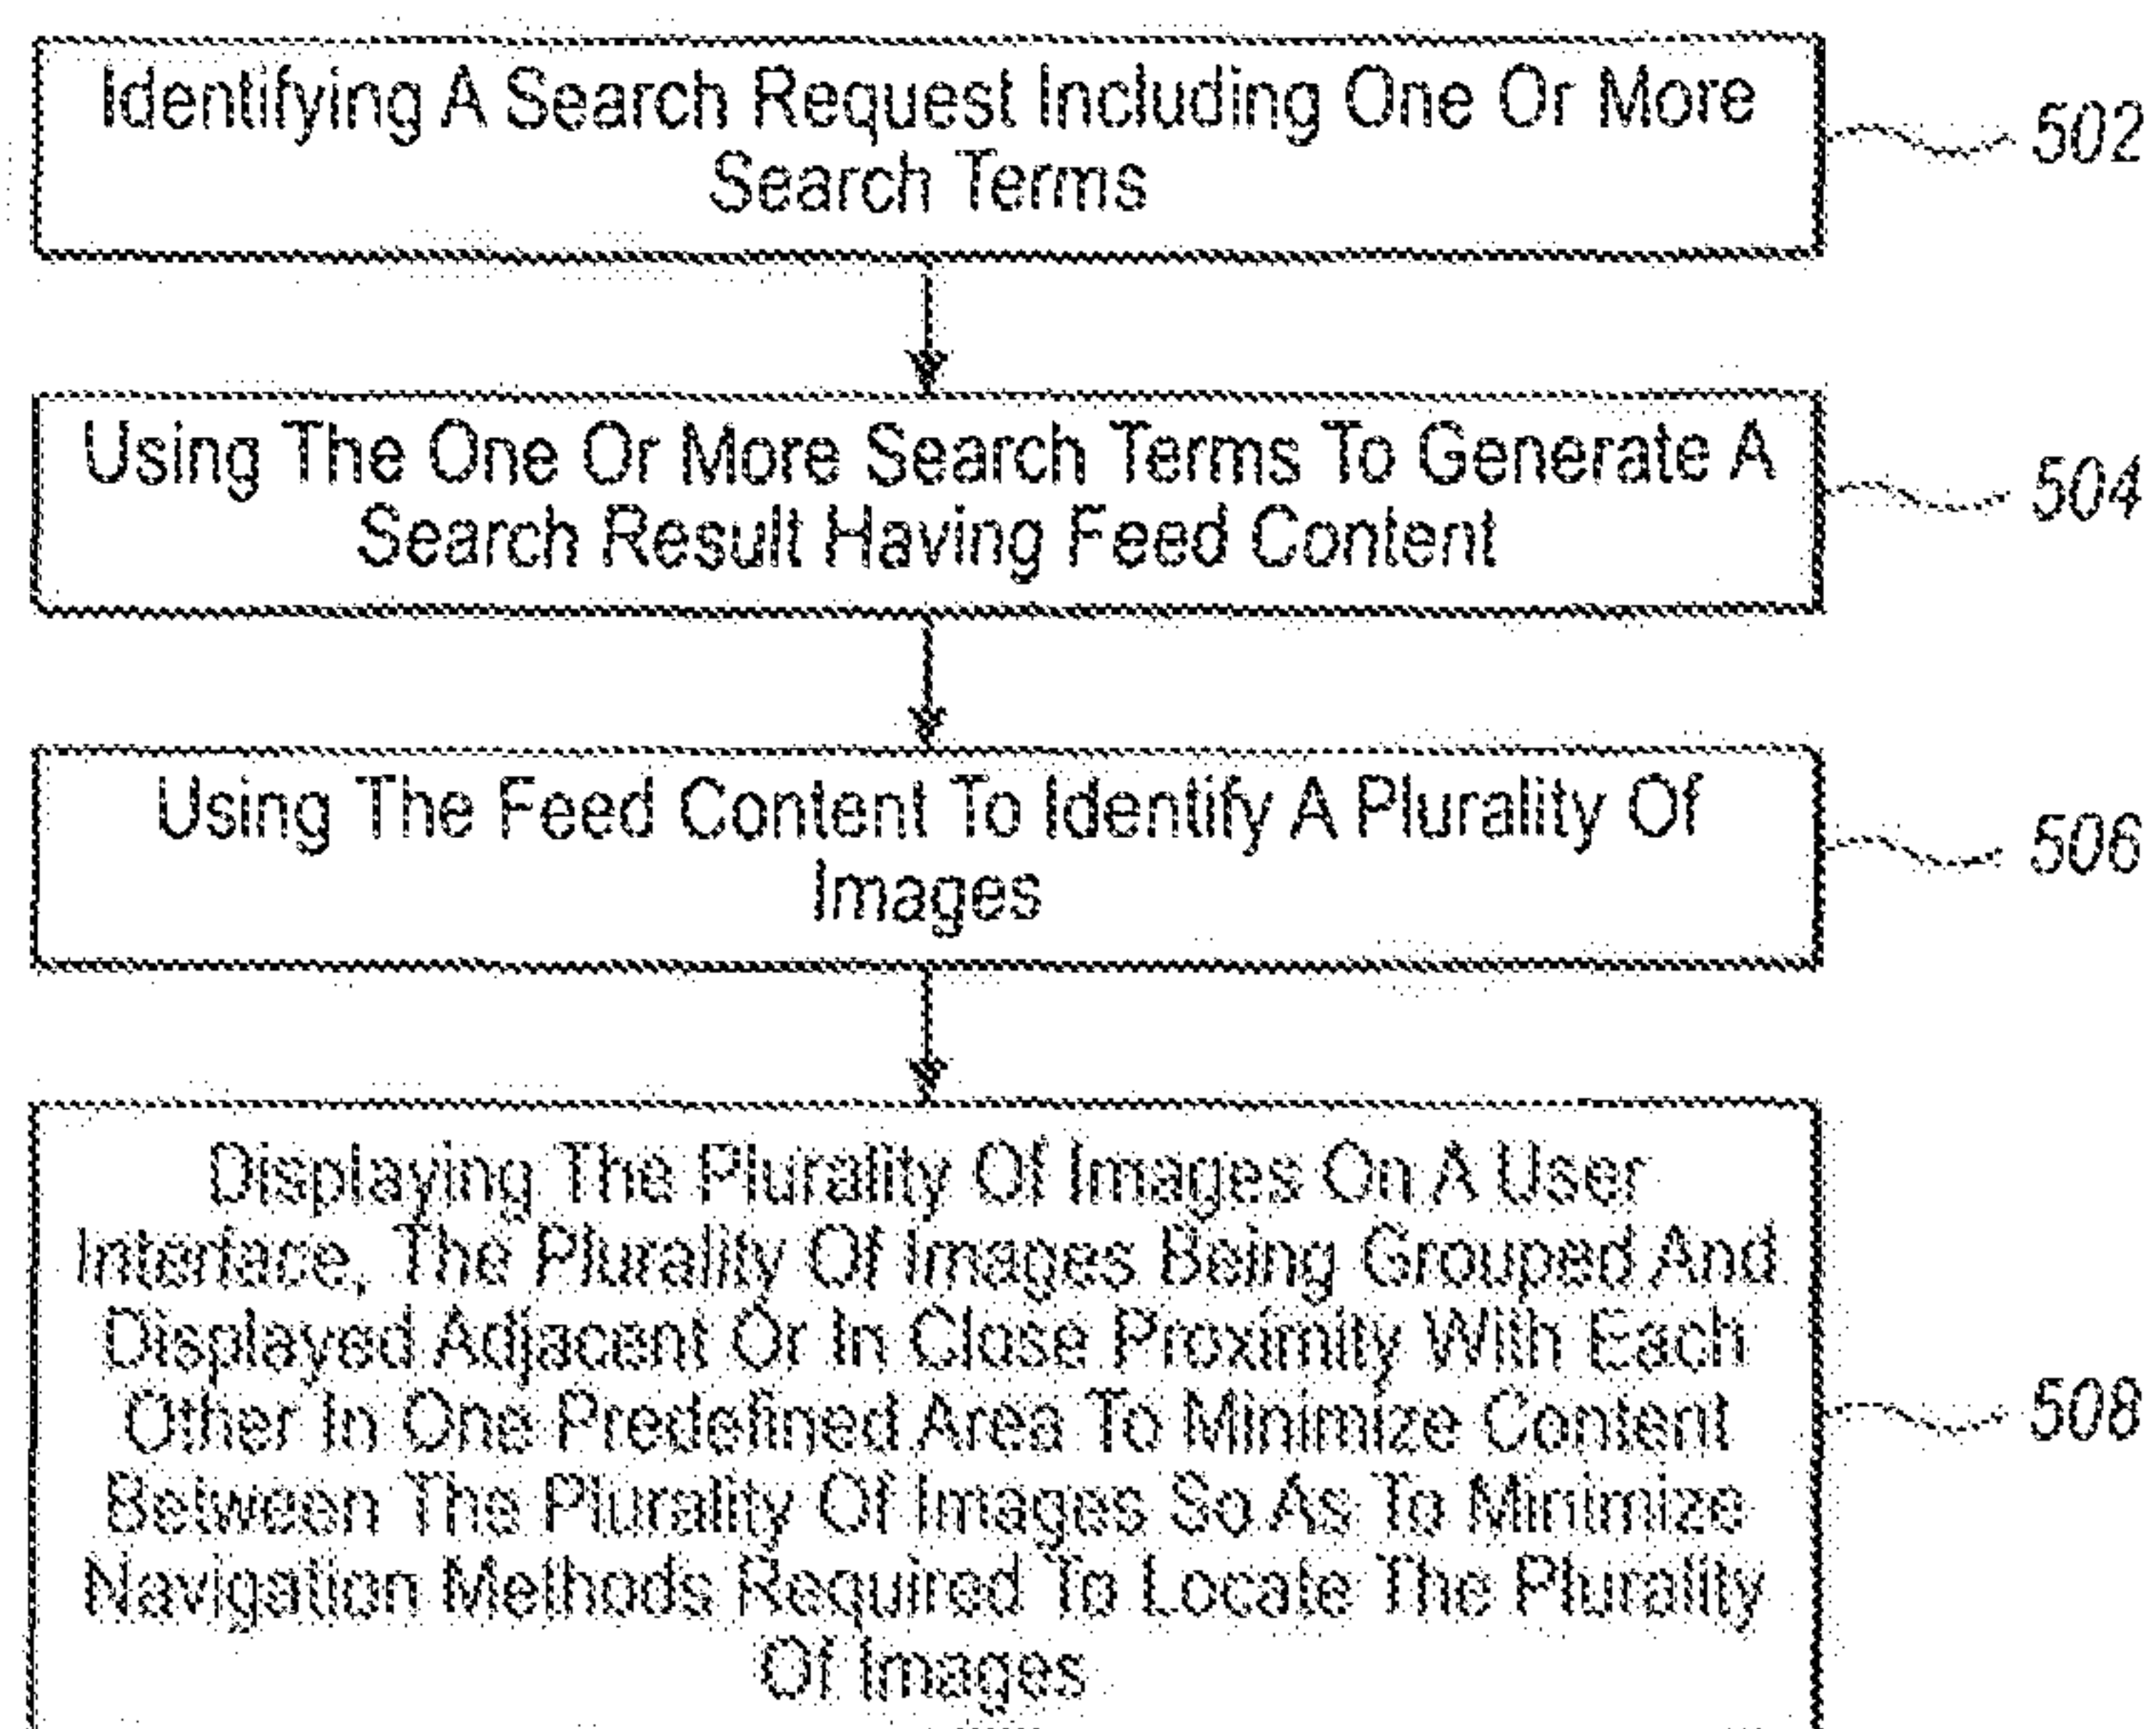 Identifying A Search Request Including One Or More
Search Terms
502
Using The One Or More Search Terms To Generate A
Search Result Having Feed Content
504
Using The Feed Content To Identify A Plurality Of
Images
506
Displaying The Plurality Of Images On A User
Interface, The Plurality Of Images Being Grouped And
Displayed Adjacent Or In Close Proximity With Each
Other In One Predefined Area To Minimize Content
Between The Plurality Of Images So As To Minimize
Navigation Methods Required To Locate The Plurality
Of Images
508